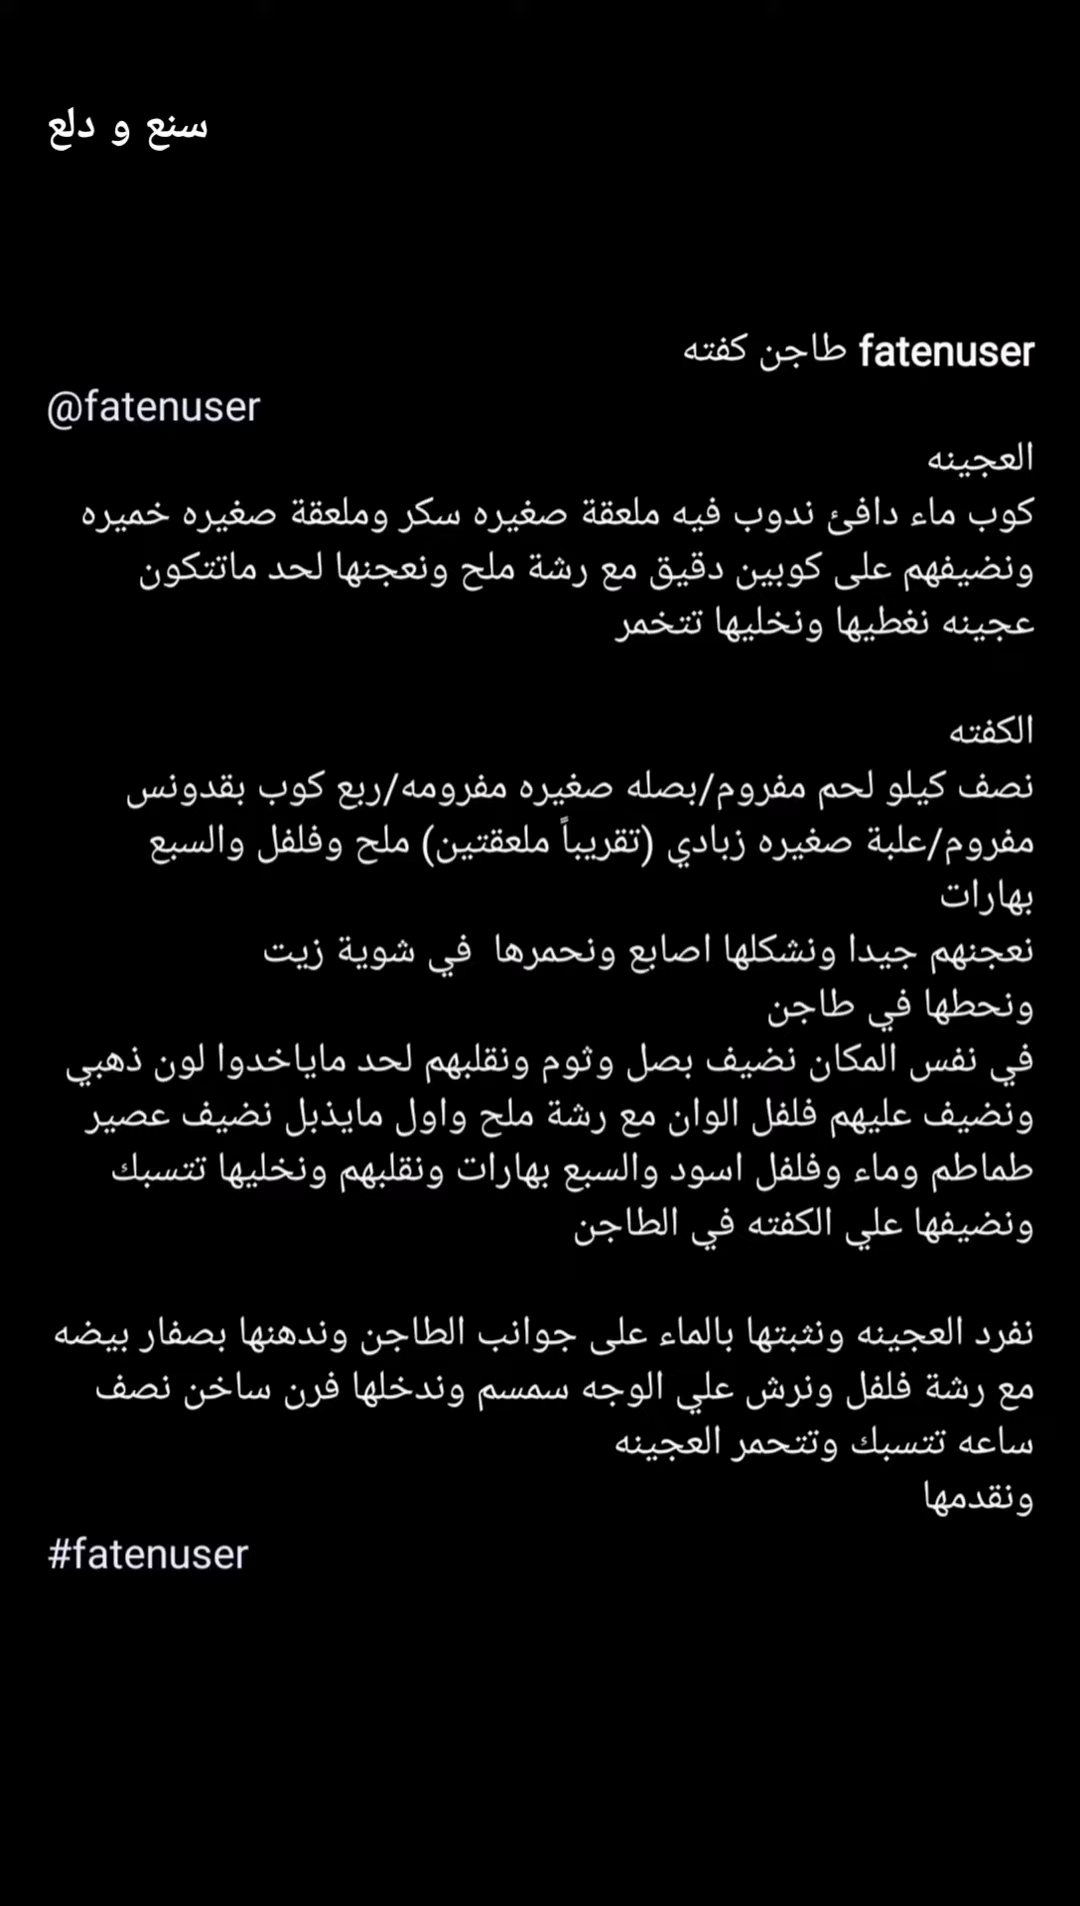 سنع و دلع
fatenuser طاجن كفته
@fatenuser
العجينه
كوب ماء دافئ ندوب فيه ملعقة صغيره سكر وملعقة صغيره خميره
ونضيفهم على كوبين دقيق مع رشة ملح ونعجنها لحد ماتتكون
عجينه نغطيها ونخليها تتخمر
الكفته
نصف كيلو لحم مفروم/بصله صغيره مفرومه/ربع كوب بقدونس
مفروم/علبة صغيره زبادي (تقريباً ملعقتين) ملح وفلفل والسبع
بهارات
نعجنهم جيدا ونشكلها اصابع ونحمرها في شوية زيت
ونحطها في طاجن
في نفس المكان نضيف بصل وثوم ونقلبهم لحد ماياخدوا لون ذهبي
ونضيف عليهم فلفل الوان مع رشة ملح واول مايذبل نضيف عصير
طماطم وماء وفلفل اسود والسبع بهارات ونقلبهم ونخليها تتسبك
ونضيفها علي الكفته في الطاجن
نفرد العجينه ونثبتها بالماء على جوانب الطاجن وندهنها بصفار بيضه
مع رشة فلفل ونرش علي الوجه سمسم وندخلها فرن ساخن نصف
ساعه تتسبك وتتحمر العجينه
ونقدمها
#fatenuser